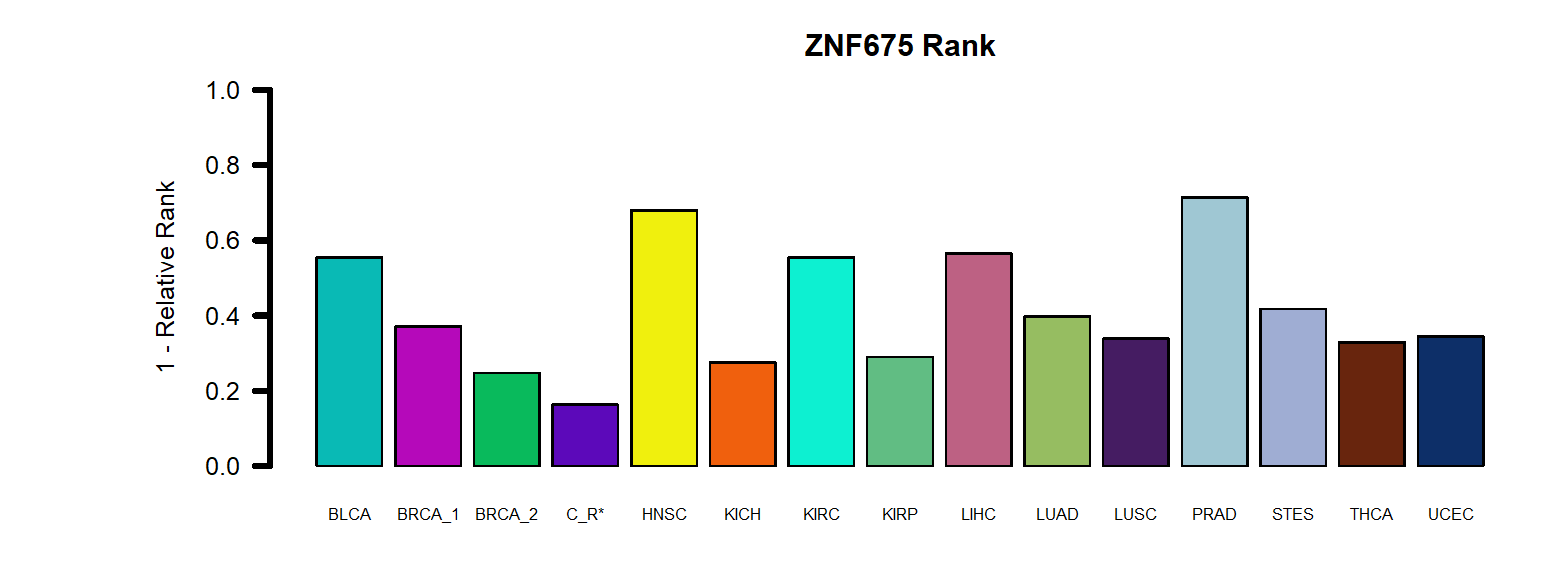 ZNF675 Rank
1 - Relative Rank
1.0
0.8
0.6
0.4
0.2
0.0
BLCA BRCA_1 BRCA_2 C_R* HNSC KICH KIRC KIRP LIHC LUAD LUSC PRAD STES THCA UCEC